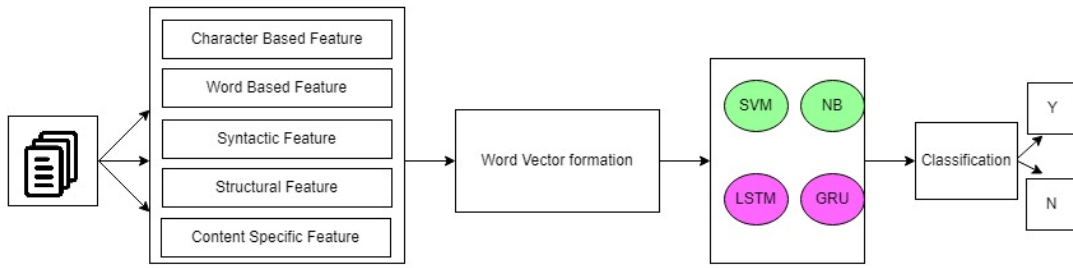 Character Based Feature
Word Based Feature
Syntactic Feature
Structural Feature
Content Specific Feature
Word Vector formation
SVM
NB
LSTM
GRU
Classification
Y
N